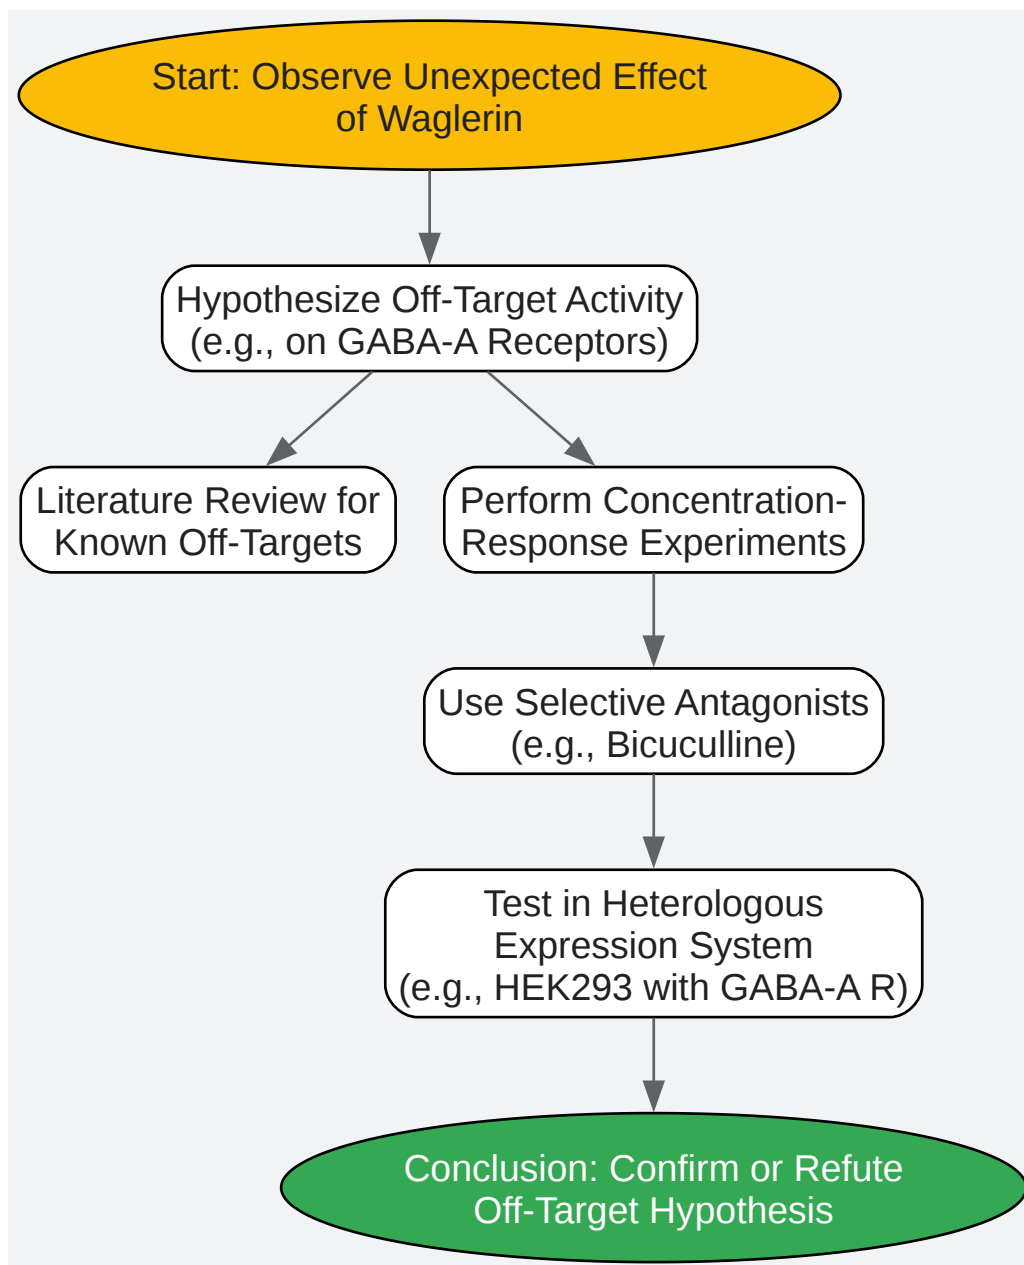 Start: Observe Unexpected Effect
of Waglerin
Hypothesize Off-Target Activity
(e.g., on GABA-A Receptors)
Literature Review for
Known Off-Targets
Perform Concentration-
Response Experiments
Use Selective Antagonists
(e.g., Bicuculline)
Test in Heterologous
Expression System
(e.g., HEK293 with GABA-A R)
Conclusion: Confirm or Refute
Off-Target Hypothesis